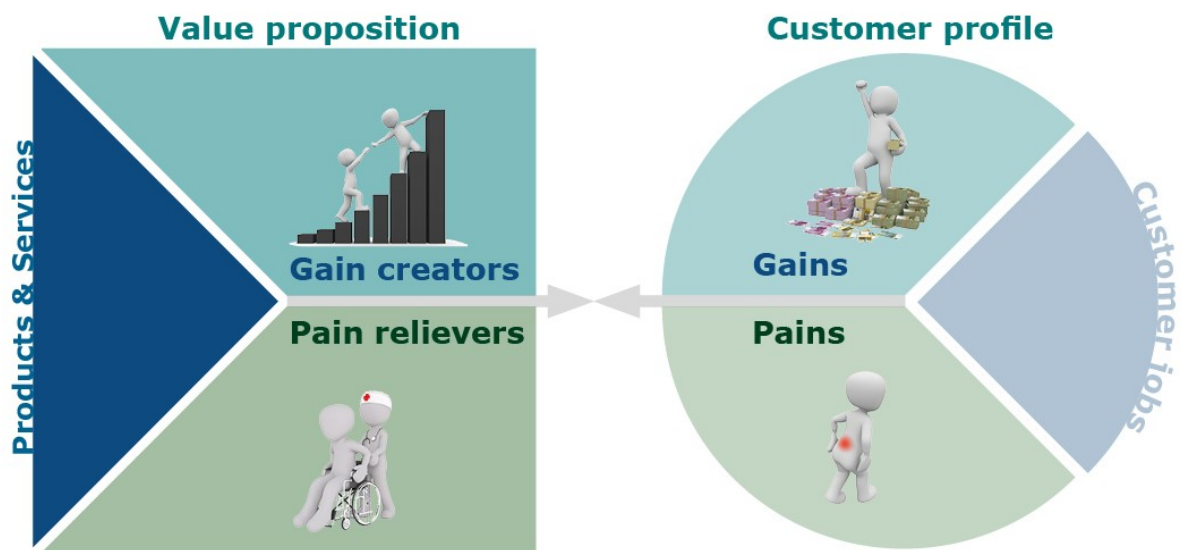 Value proposition
Customer profile
Products & Services
Gain creators
Pain relievers
Gains
Pains
Customer jobs